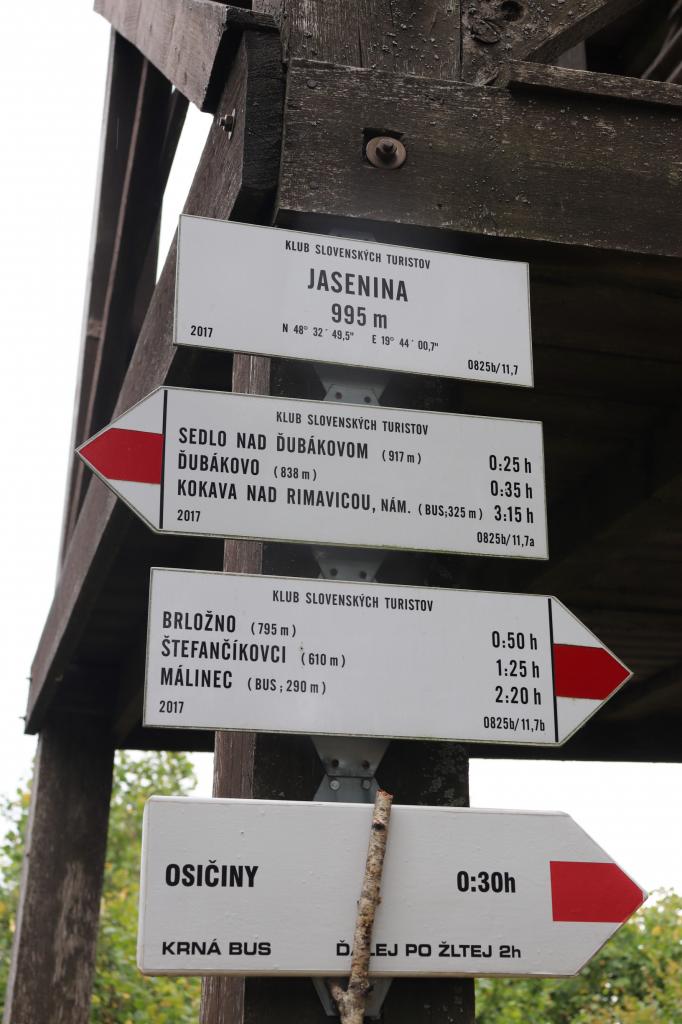 KLUB SLOVENSKÝCH TURISTOV
JASENINA
995 m
N 48° 32´ 49,5" E 19° 44´ 00,7"
2017 0825b/11,7
KLUB SLOVENSKÝCH TURISTOV
SEDLO NAD ĎUBÁKOVOM (917 m) 0:25 h
ĎUBÁKOVO (838 m) 0:35 h
KOKAVA NAD RIMAVICOU, NÁM. (BUS;325 m) 3:15 h
2017 0825b/11,7a
KLUB SLOVENSKÝCH TURISTOV
BRLOŽNO (795 m) 0:50 h
ŠTEFANČÍKOVCI (610 m) 1:25 h
MÁLINEC (BUS; 290 m) 2:20 h
2017 0825b/11,7b
OSIČINY 0:30h
KRNÁ BUS ĎALEJ PO ŽLTEJ 2h